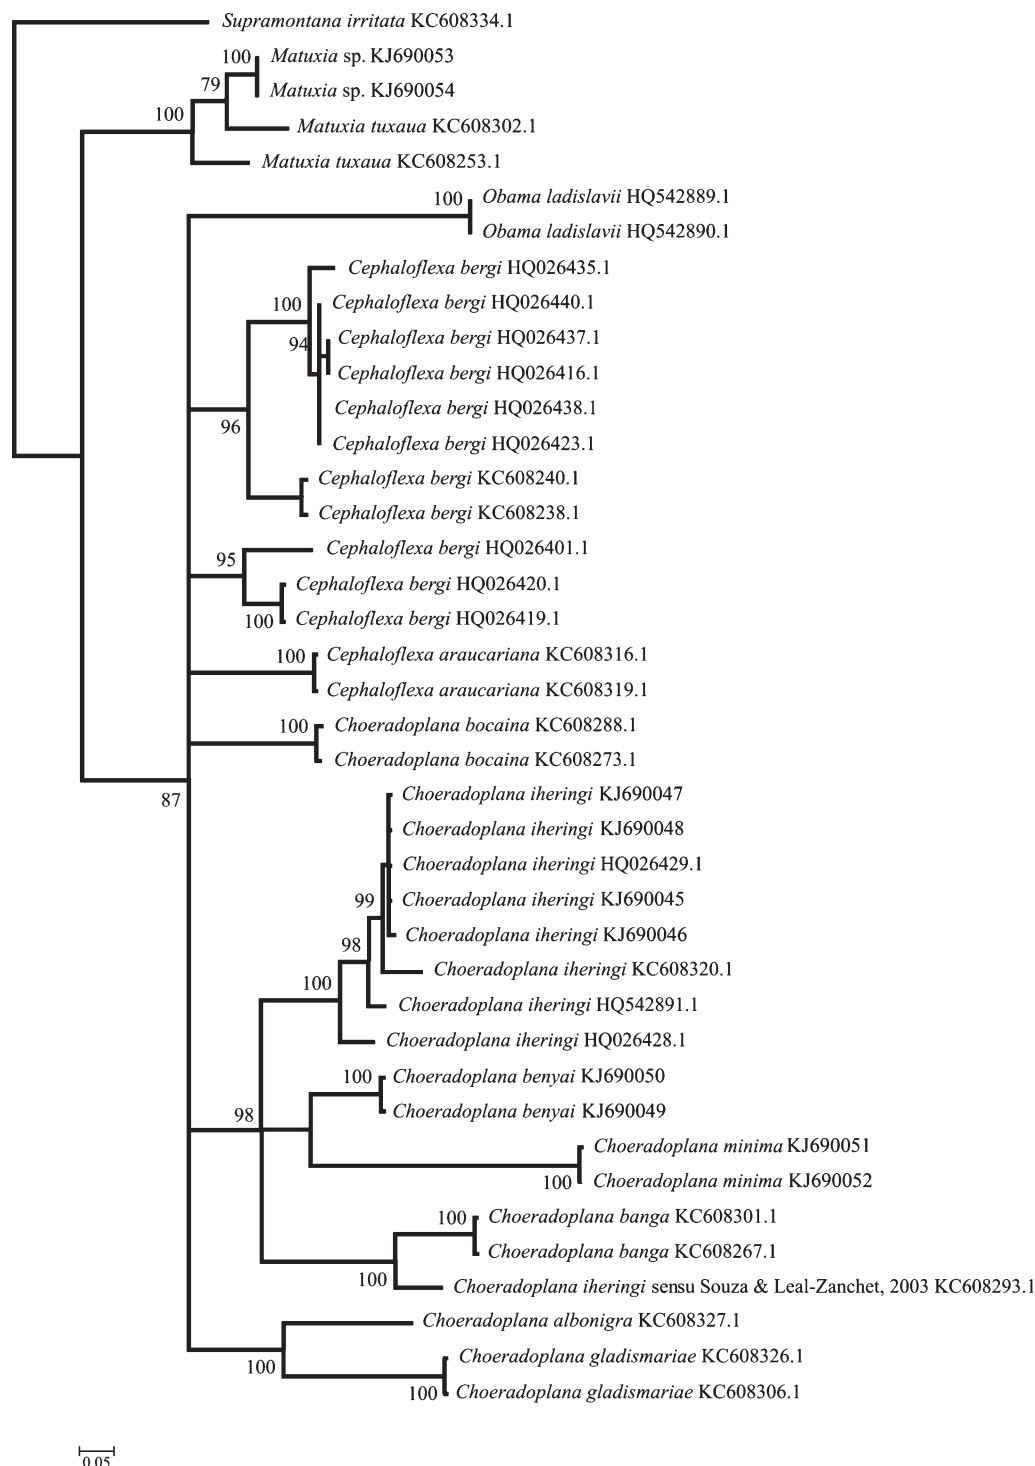 Supramontana irritata KC608334.1
100
Matuxia sp. KJ690053
79
Matuxia sp. KJ690054
100
Matuxia tuxaua KC608302.1
Matuxia tuxaua KC608253.1
100
Obama ladislavii HQ542889.1
Obama ladislavii HQ542890.1
Cephaloflexa bergi HQ026435.1
100
Cephaloflexa bergi HQ026440.1
94
Cephaloflexa bergi HQ026437.1
Cephaloflexa bergi HQ026416.1
Cephaloflexa bergi HQ026438.1
96
Cephaloflexa bergi HQ026423.1
Cephaloflexa bergi KC608240.1
Cephaloflexa bergi KC608238.1
95
Cephaloflexa bergi HQ026401.1
Cephaloflexa bergi HQ026420.1
100
Cephaloflexa bergi HQ026419.1
100
Cephaloflexa araucariana KC608316.1
Cephaloflexa araucariana KC608319.1
100
Choeradoplana bocaina KC608288.1
Choeradoplana bocaina KC608273.1
87
Choeradoplana iheringi KJ690047
Choeradoplana iheringi KJ690048
Choeradoplana iheringi HQ026429.1
99
Choeradoplana iheringi KJ690045
98
Choeradoplana iheringi KJ690046
100
Choeradoplana iheringi KC608320.1
Choeradoplana iheringi HQ542891.1
Choeradoplana iheringi HQ026428.1
100
Choeradoplana benyai KJ690050
98
Choeradoplana benyai KJ690049
Choeradoplana minima KJ690051
100
Choeradoplana minima KJ690052
100
Choeradoplana banga KC608301.1
Choeradoplana banga KC608267.1
100
Choeradoplana iheringi sensu Souza & Leal-Zanchet, 2003 KC608293.1
Choeradoplana albonigra KC608327.1
100
Choeradoplana gladismariae KC608326.1
100
Choeradoplana gladismariae KC608306.1
0.05